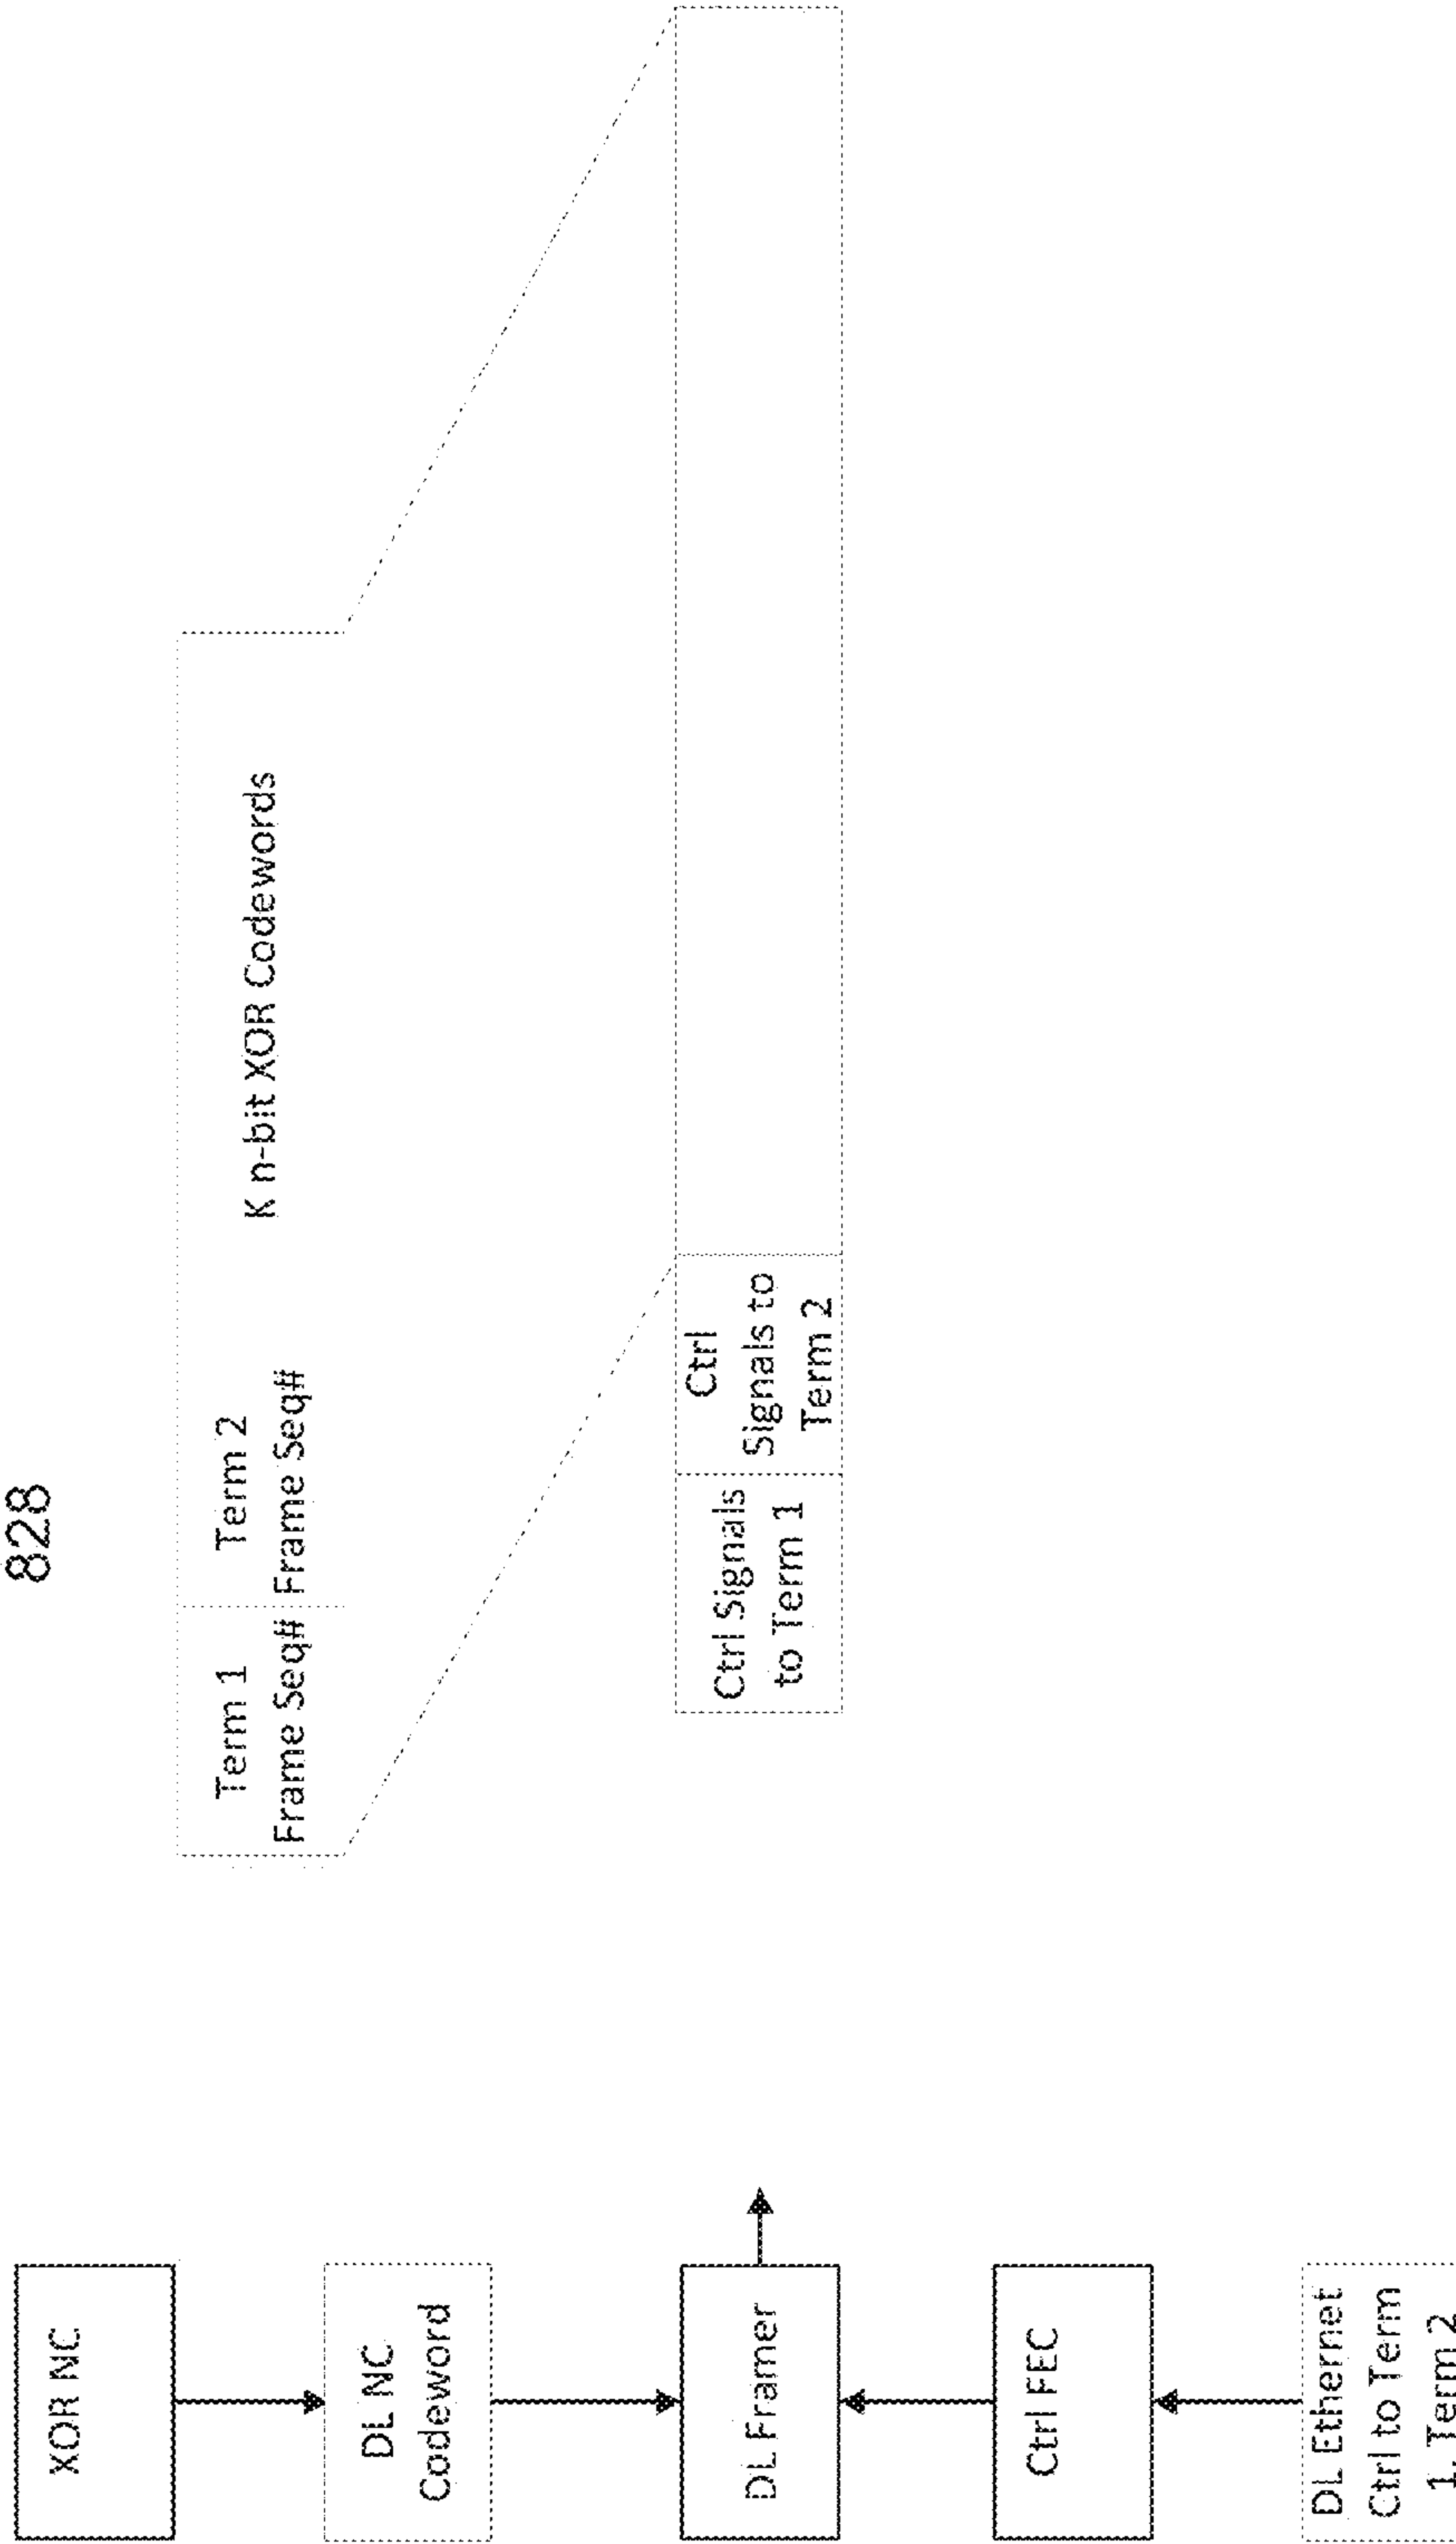 828
XOR NC
DL NC
Codeword
DL Framer
Ctrl FEC
DL Ethernet
Ctrl to Term
1, Term 2
Term 1
Frame Seq#
Term 2
Frame Seq#
K n-bit XOR Codewords
Ctrl Signals
to Term 1
Ctrl
Signals to
Term 2